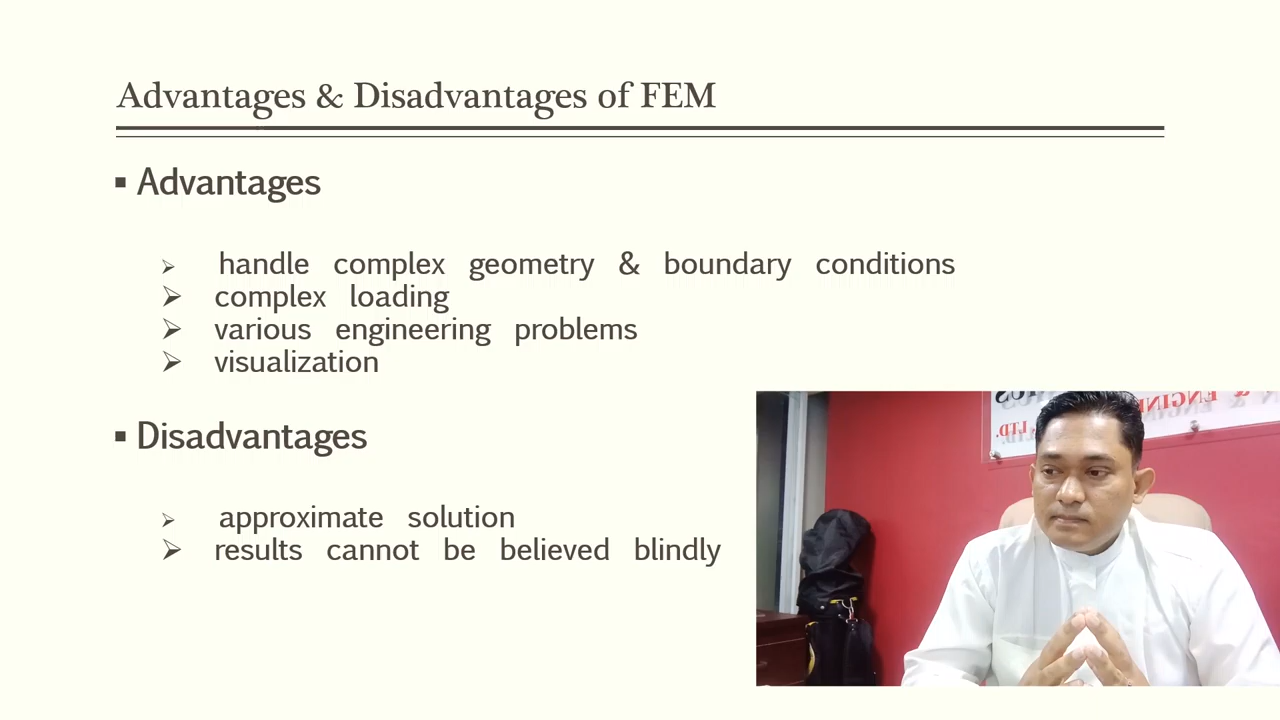 Advantages & Disadvantages of FEM
▪ Advantages
➢ handle complex geometry & boundary conditions
➢ complex loading
➢ various engineering problems
➢ visualization
▪ Disadvantages
➢ approximate solution
➢ results cannot be believed blindly
LTD.